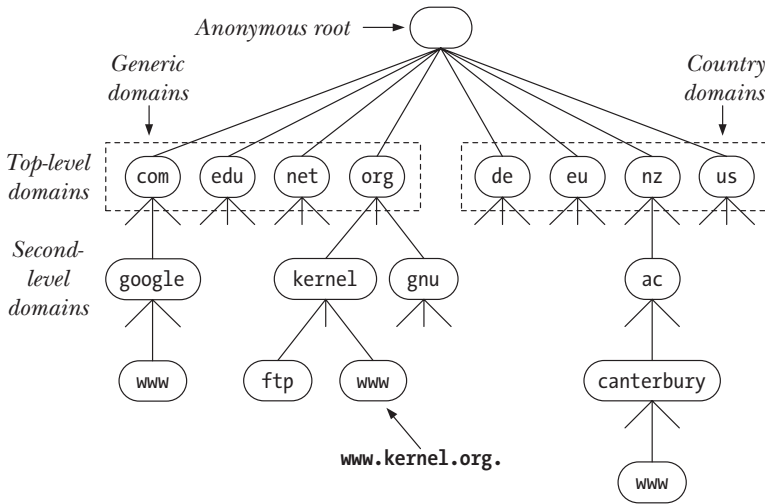 Anonymous root
Generic
domains
Country
domains
Top-level
domains
com edu net org de eu nz us
Second-
level
domains
google kernel gnu ac
www ftp www canterbury
www.kernel.org.
www